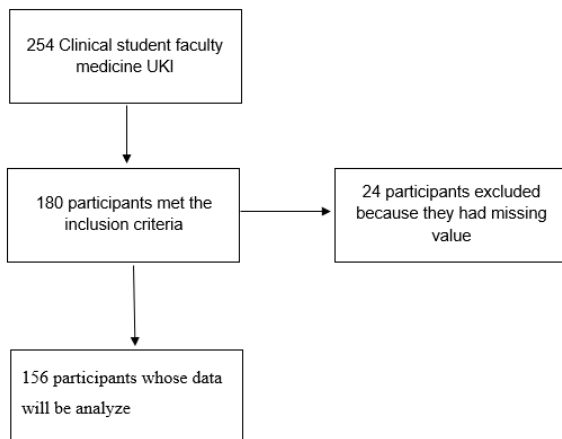 254 Clinical student faculty
medicine UKI
180 participants met the
inclusion criteria
24 participants excluded
because they had missing
value
156 participants whose data
will be analyze